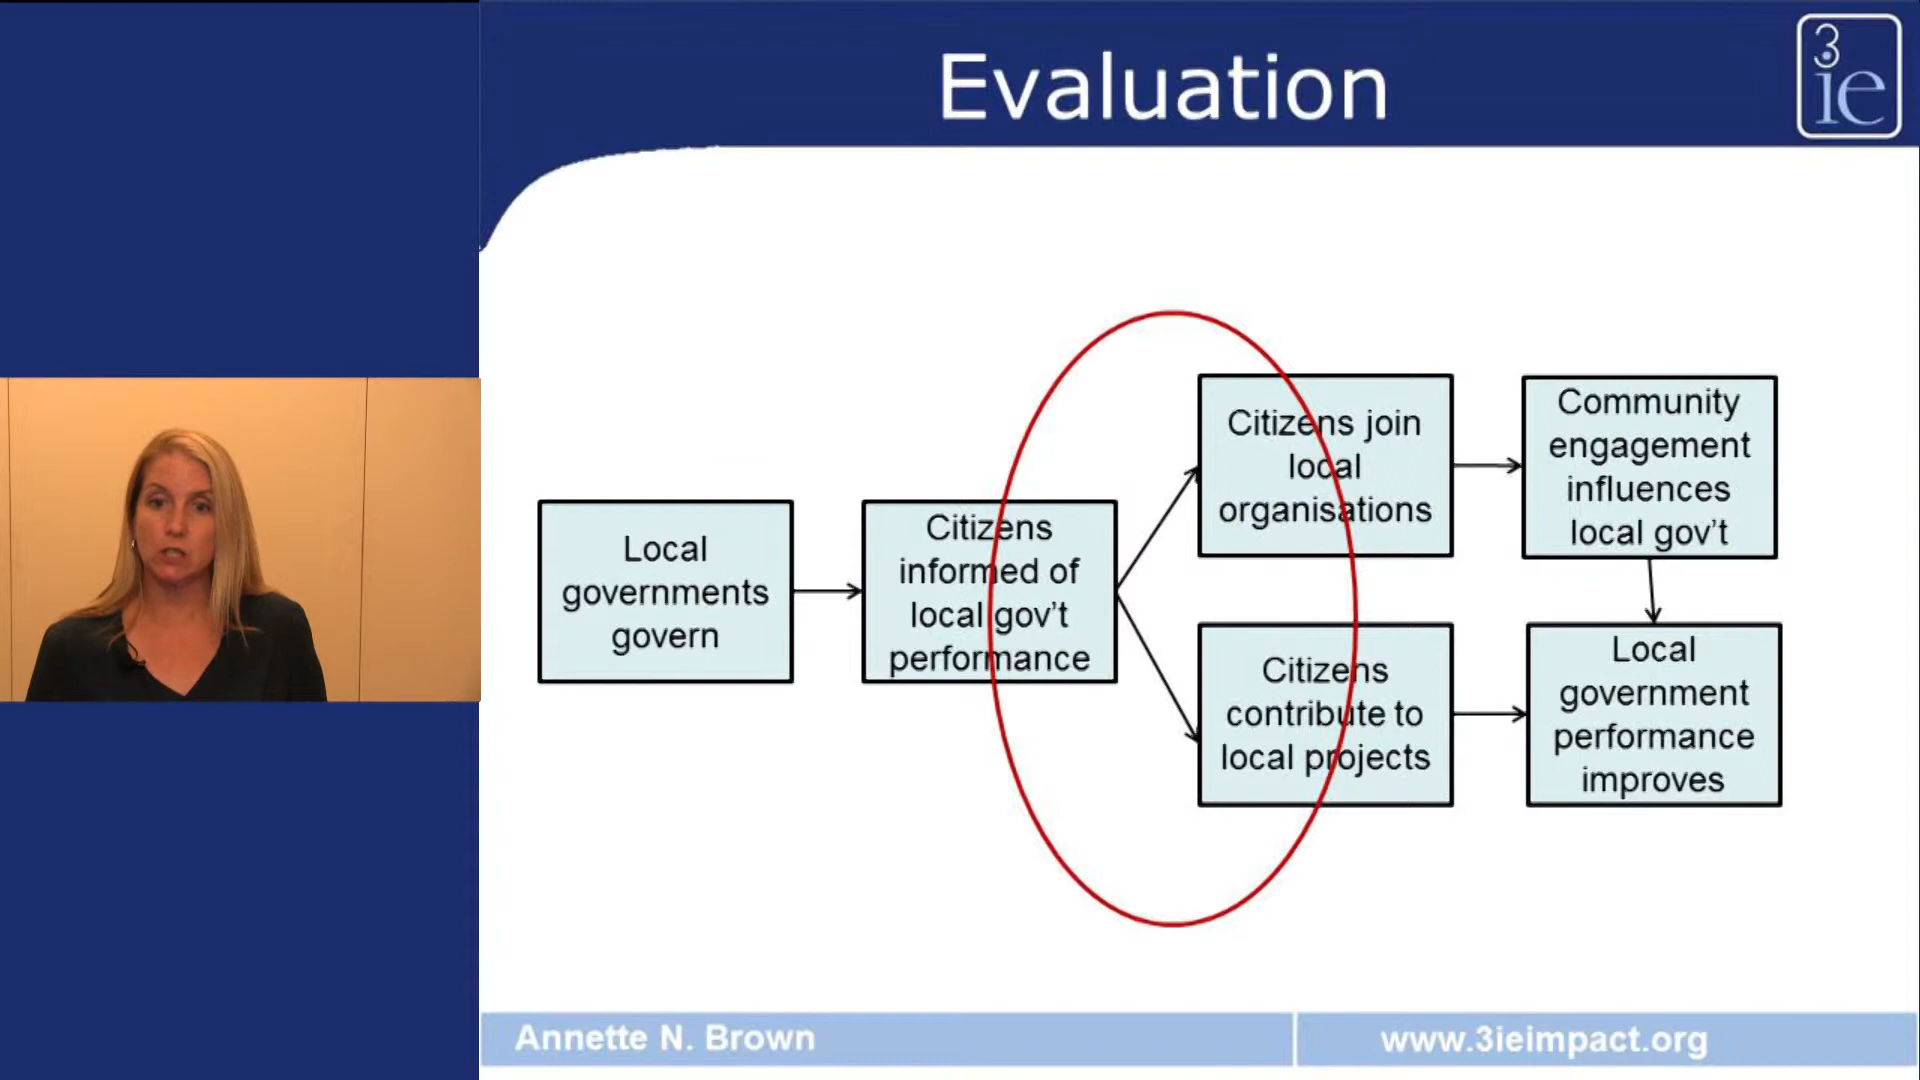 Evaluation
3
ie
Local
governments
govern
Citizens
informed of
local gov't
performance
Citizens join
local
organisations
Citizens
contribute to
local projects
Community
engagement
influences
local gov't
Local
government
performance
improves
Annette N. Brown
www.3ieimpact.org